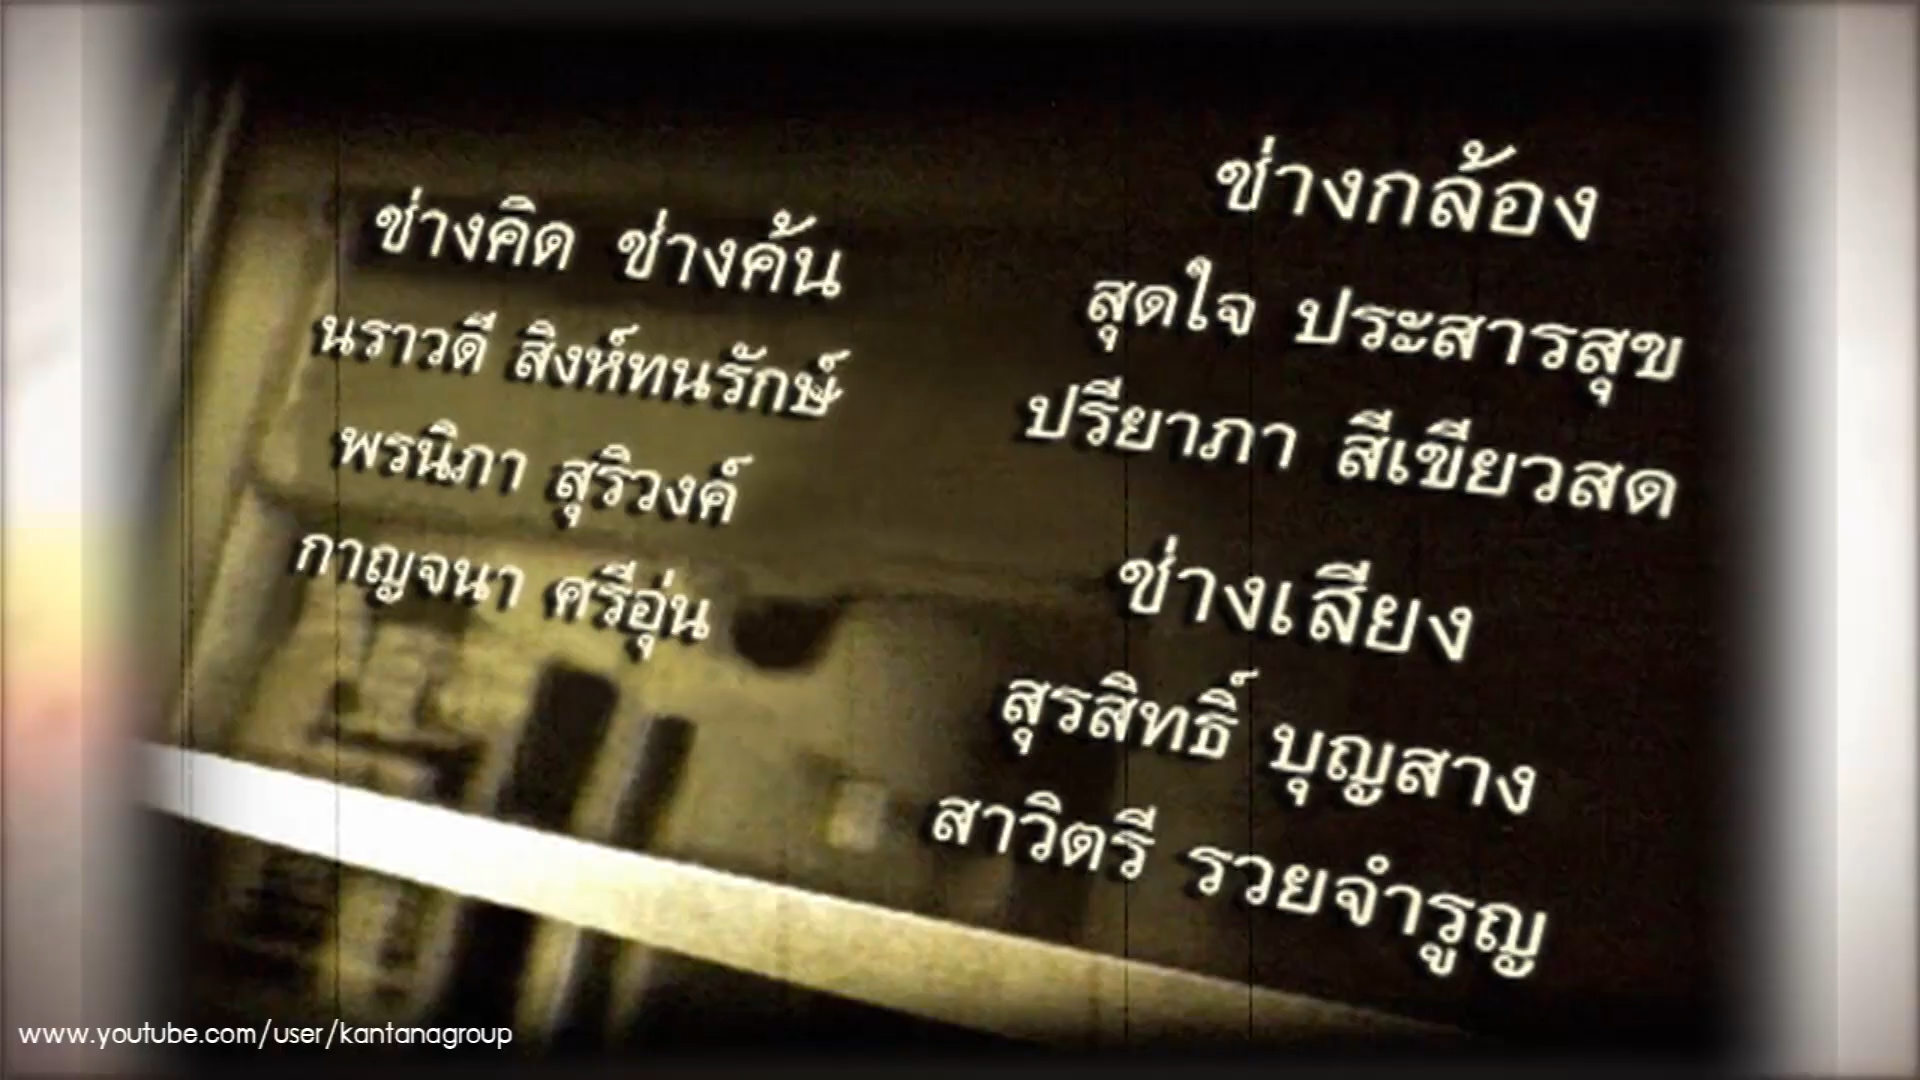 ช่างคิด ช่างค้น
นราวดี สิงห์ทนรักษ์
พรนิภา สุริวงค์
กาญจนา ศรีอุ่น
ช่างกล้อง
สุดใจ ประสารสุข
ปรียาภา สีเขียวสด
ช่างเสียง
สุรสิทธิ์ บุญสาง
สาวิตรี รวยจำรูญ
www.youtube.com/user/kantanagroup